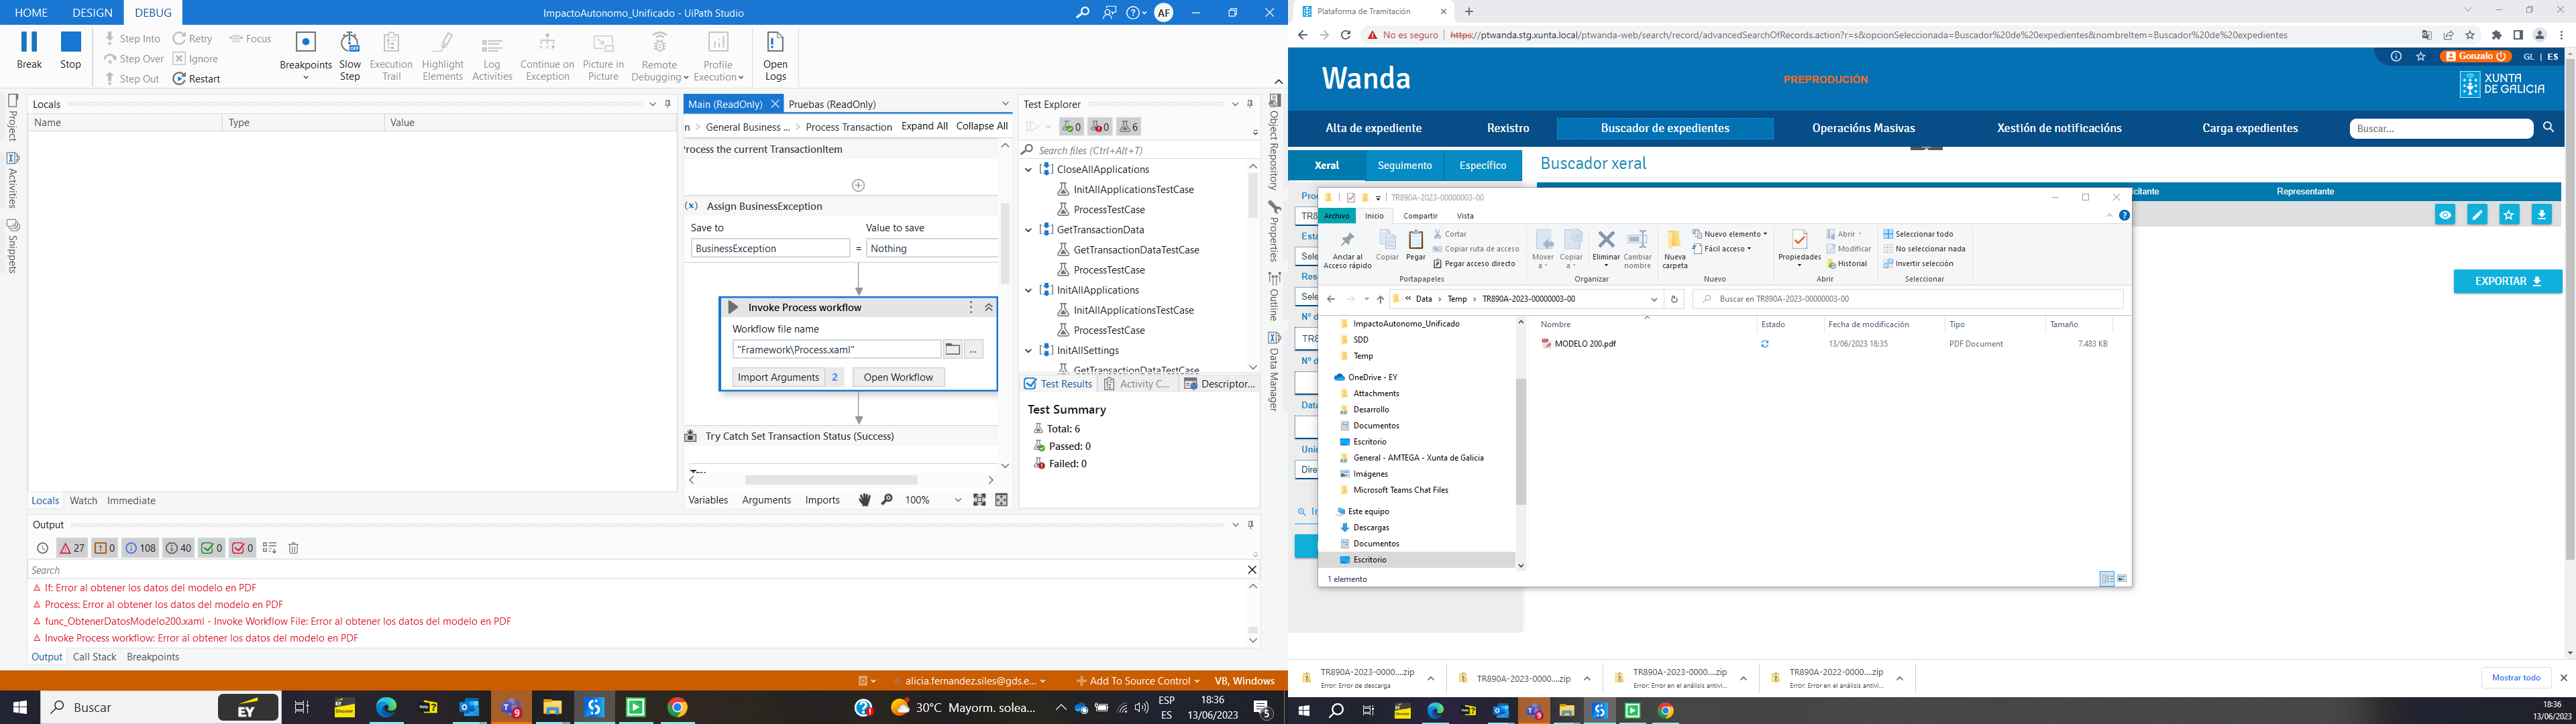 HOME DESIGN DEBUG
ImpactoAutonomo_Unificado - UiPath Studio
AF
Break
Stop
Step Into
Step Over
Step Out
Retry
Ignore
Restart
Focus
Breakpoints
Slow Step
Execution Trail
Highlight Elements
Log Activities
Continue on Exception
Picture in Picture
Remote Debugging
Profile Execution
Open Logs
Project
Activities
Snippets
Locals
Name Type Value
Locals Watch Immediate
Main (ReadOnly) Pruebas (ReadOnly)
n > General Business ... > Process Transaction Expand All Collapse All
Process the current TransactionItem
Assign BusinessException
Save to Value to save
BusinessException = Nothing
Invoke Process workflow
Workflow file name
"Framework\Process.xaml"
...
Import Arguments 2 Open Workflow
Try Catch Set Transaction Status (Success)
Variables Arguments Imports 100%
Test Explorer
0 0 6
Search files (Ctrl+Alt+T)
CloseAllApplications
InitAllApplicationsTestCase
ProcessTestCase
GetTransactionData
GetTransactionDataTestCase
ProcessTestCase
InitAllApplications
InitAllApplicationsTestCase
ProcessTestCase
InitAllSettings
GetTransactionDataTestCase
Test Results Activity C... Descriptor...
Test Summary
Total: 6
Passed: 0
Failed: 0
Object Repository
Properties
Outline
Data Manager
Output
27 0 108 40 0 0
Search
If: Error al obtener los datos del modelo en PDF
Process: Error al obtener los datos del modelo en PDF
func_ObtenerDatosModelo200.xaml - Invoke Workflow File: Error al obtener los datos del modelo en PDF
Invoke Process workflow: Error al obtener los datos del modelo en PDF
Output Call Stack Breakpoints
alicia.fernandez.siles@gds.e... Add To Source Control VB, Windows
Buscar
EY
30°C Mayorm. solea...
ESP
ES
18:36
13/06/2023
5
Plataforma de Tramitación
No es seguro | https://ptwanda.stg.xunta.local/ptwanda-web/search/record/advancedSearchOfRecords.action?r=s&opcionSeleccionada=Buscador%20de%20expedientes&nombreItem=Buscador%20de%20expedientes
Wanda
PREPRODUCIÓN
Gonzalo
GL | ES
XUNTA
DE GALICIA
Alta de expediente Rexistro Buscador de expedientes Operacións Masivas Xestión de notificacións Carga expedientes
Buscar...
Xeral Seguimento Específico
Buscador xeral
Representante
EXPORTAR
TR890A-2023-00000003-00
Archivo Inicio Compartir Vista
Anclar al Acceso rápido
Copiar
Pegar
Cortar
Copiar ruta de acceso
Pegar acceso directo
Portapapeles
Mover a
Copiar a
Eliminar
Cambiar nombre
Organizar
Nueva carpeta
Nuevo elemento
Fácil acceso
Nuevo
Propiedades
Abrir
Modificar
Historial
Abrir
Seleccionar todo
No seleccionar nada
Invertir selección
Seleccionar
« Data > Temp > TR890A-2023-00000003-00
Buscar en TR890A-2023-00000003-00
ImpactoAutonomo_Unificado
SDD
Temp
OneDrive - EY
Attachments
Desarrollo
Documentos
Escritorio
General - AMTEGA - Xunta de Galicia
Imágenes
Microsoft Teams Chat Files
Este equipo
Descargas
Documentos
Escritorio
Nombre Estado Fecha de modificación Tipo Tamaño
MODELO 200.pdf 13/06/2023 18:35 PDF Document 7.483 KB
1 elemento
TR890A-2023-0000....zip
Error: Error de descarga
TR890A-2023-0000....zip
TR890A-2023-0000....zip
Error: Error en el análisis antivi...
TR890A-2022-0000....zip
Error: Error en el análisis antivi...
Mostrar todo
18:36
13/06/2023